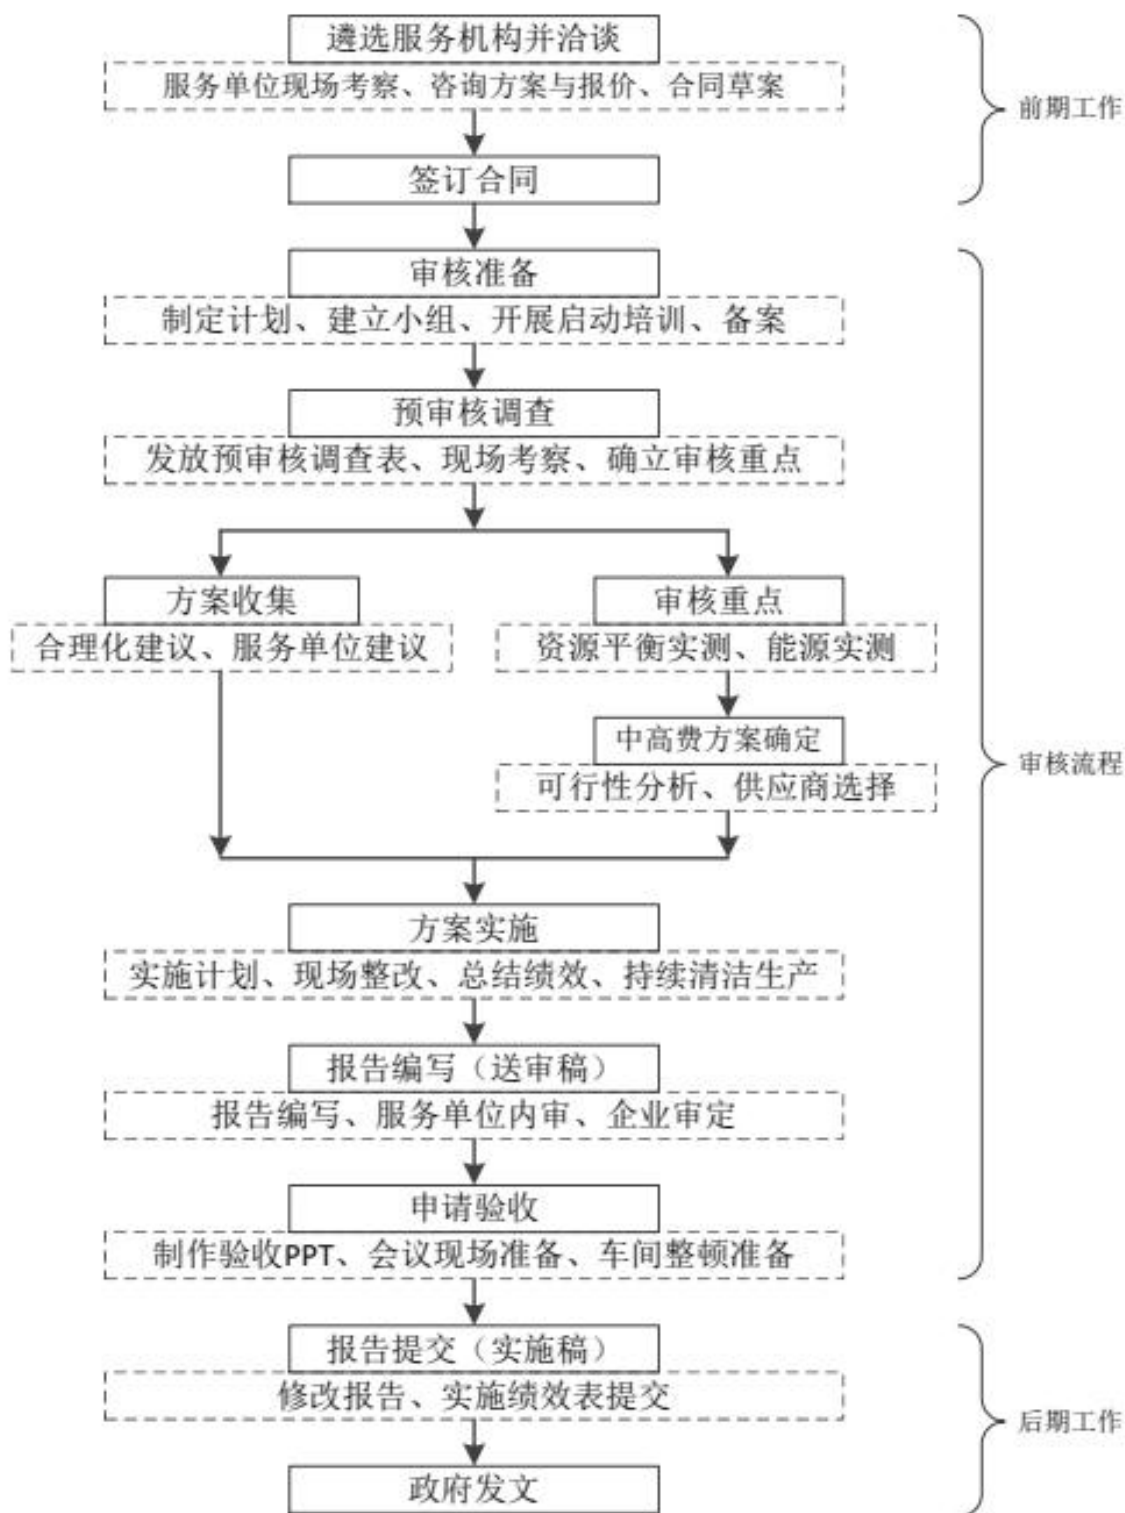 遴选服务机构并洽谈
服务单位现场考察、咨询方案与报价、合同草案
前期工作
签订合同
审核准备
制定计划、建立小组、开展启动培训、备案
预审核调查
发放预审核调查表、现场考察、确立审核重点
方案收集
合理化建议、服务单位建议
审核重点
资源平衡实测、能源实测
中高费方案确定
可行性分析、供应商选择
审核流程
方案实施
实施计划、现场整改、总结绩效、持续清洁生产
报告编写（送审稿）
报告编写、服务单位内审、企业审定
申请验收
制作验收PPT、会议现场准备、车间整顿准备
报告提交（实施稿）
修改报告、实施绩效表提交
后期工作
政府发文